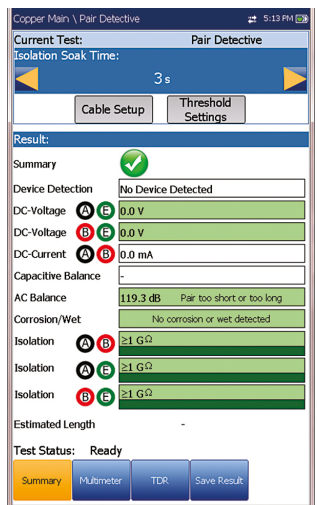 Copper Main \ Pair Detective 5:13 PM
Current Test: Pair Detective
Isolation Soak Time:
3 s
Cable Setup
Threshold Settings
Result:
Summary
Device Detection No Device Detected
DC-Voltage A E 0.0 V
DC-Voltage B E 0.0 V
DC-Current A B 0.0 mA
Capacitive Balance -
AC Balance 119.3 dB Pair too short or too long
Corrosion/Wet No corrosion or wet detected
Isolation A B ≥1 GΩ
Isolation A E ≥1 GΩ
Isolation B E ≥1 GΩ
Estimated Length -
Test Status: Ready
Summary Multimeter TDR Save Result